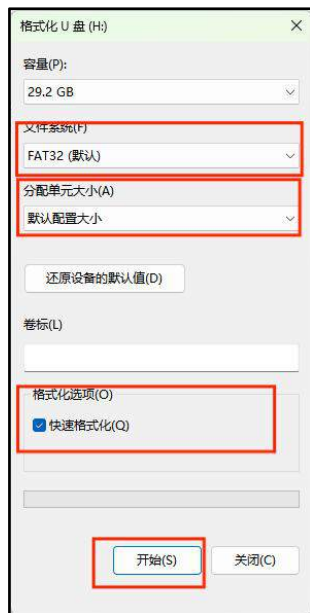 格式化 U 盘 (H:)
容量(P):
29.2 GB
文件系统(F)
FAT32 (默认)
分配单元大小(A)
默认配置大小
还原设备的默认值(D)
卷标(L)
格式化选项(O)
快速格式化(Q)
开始(S)
关闭(C)